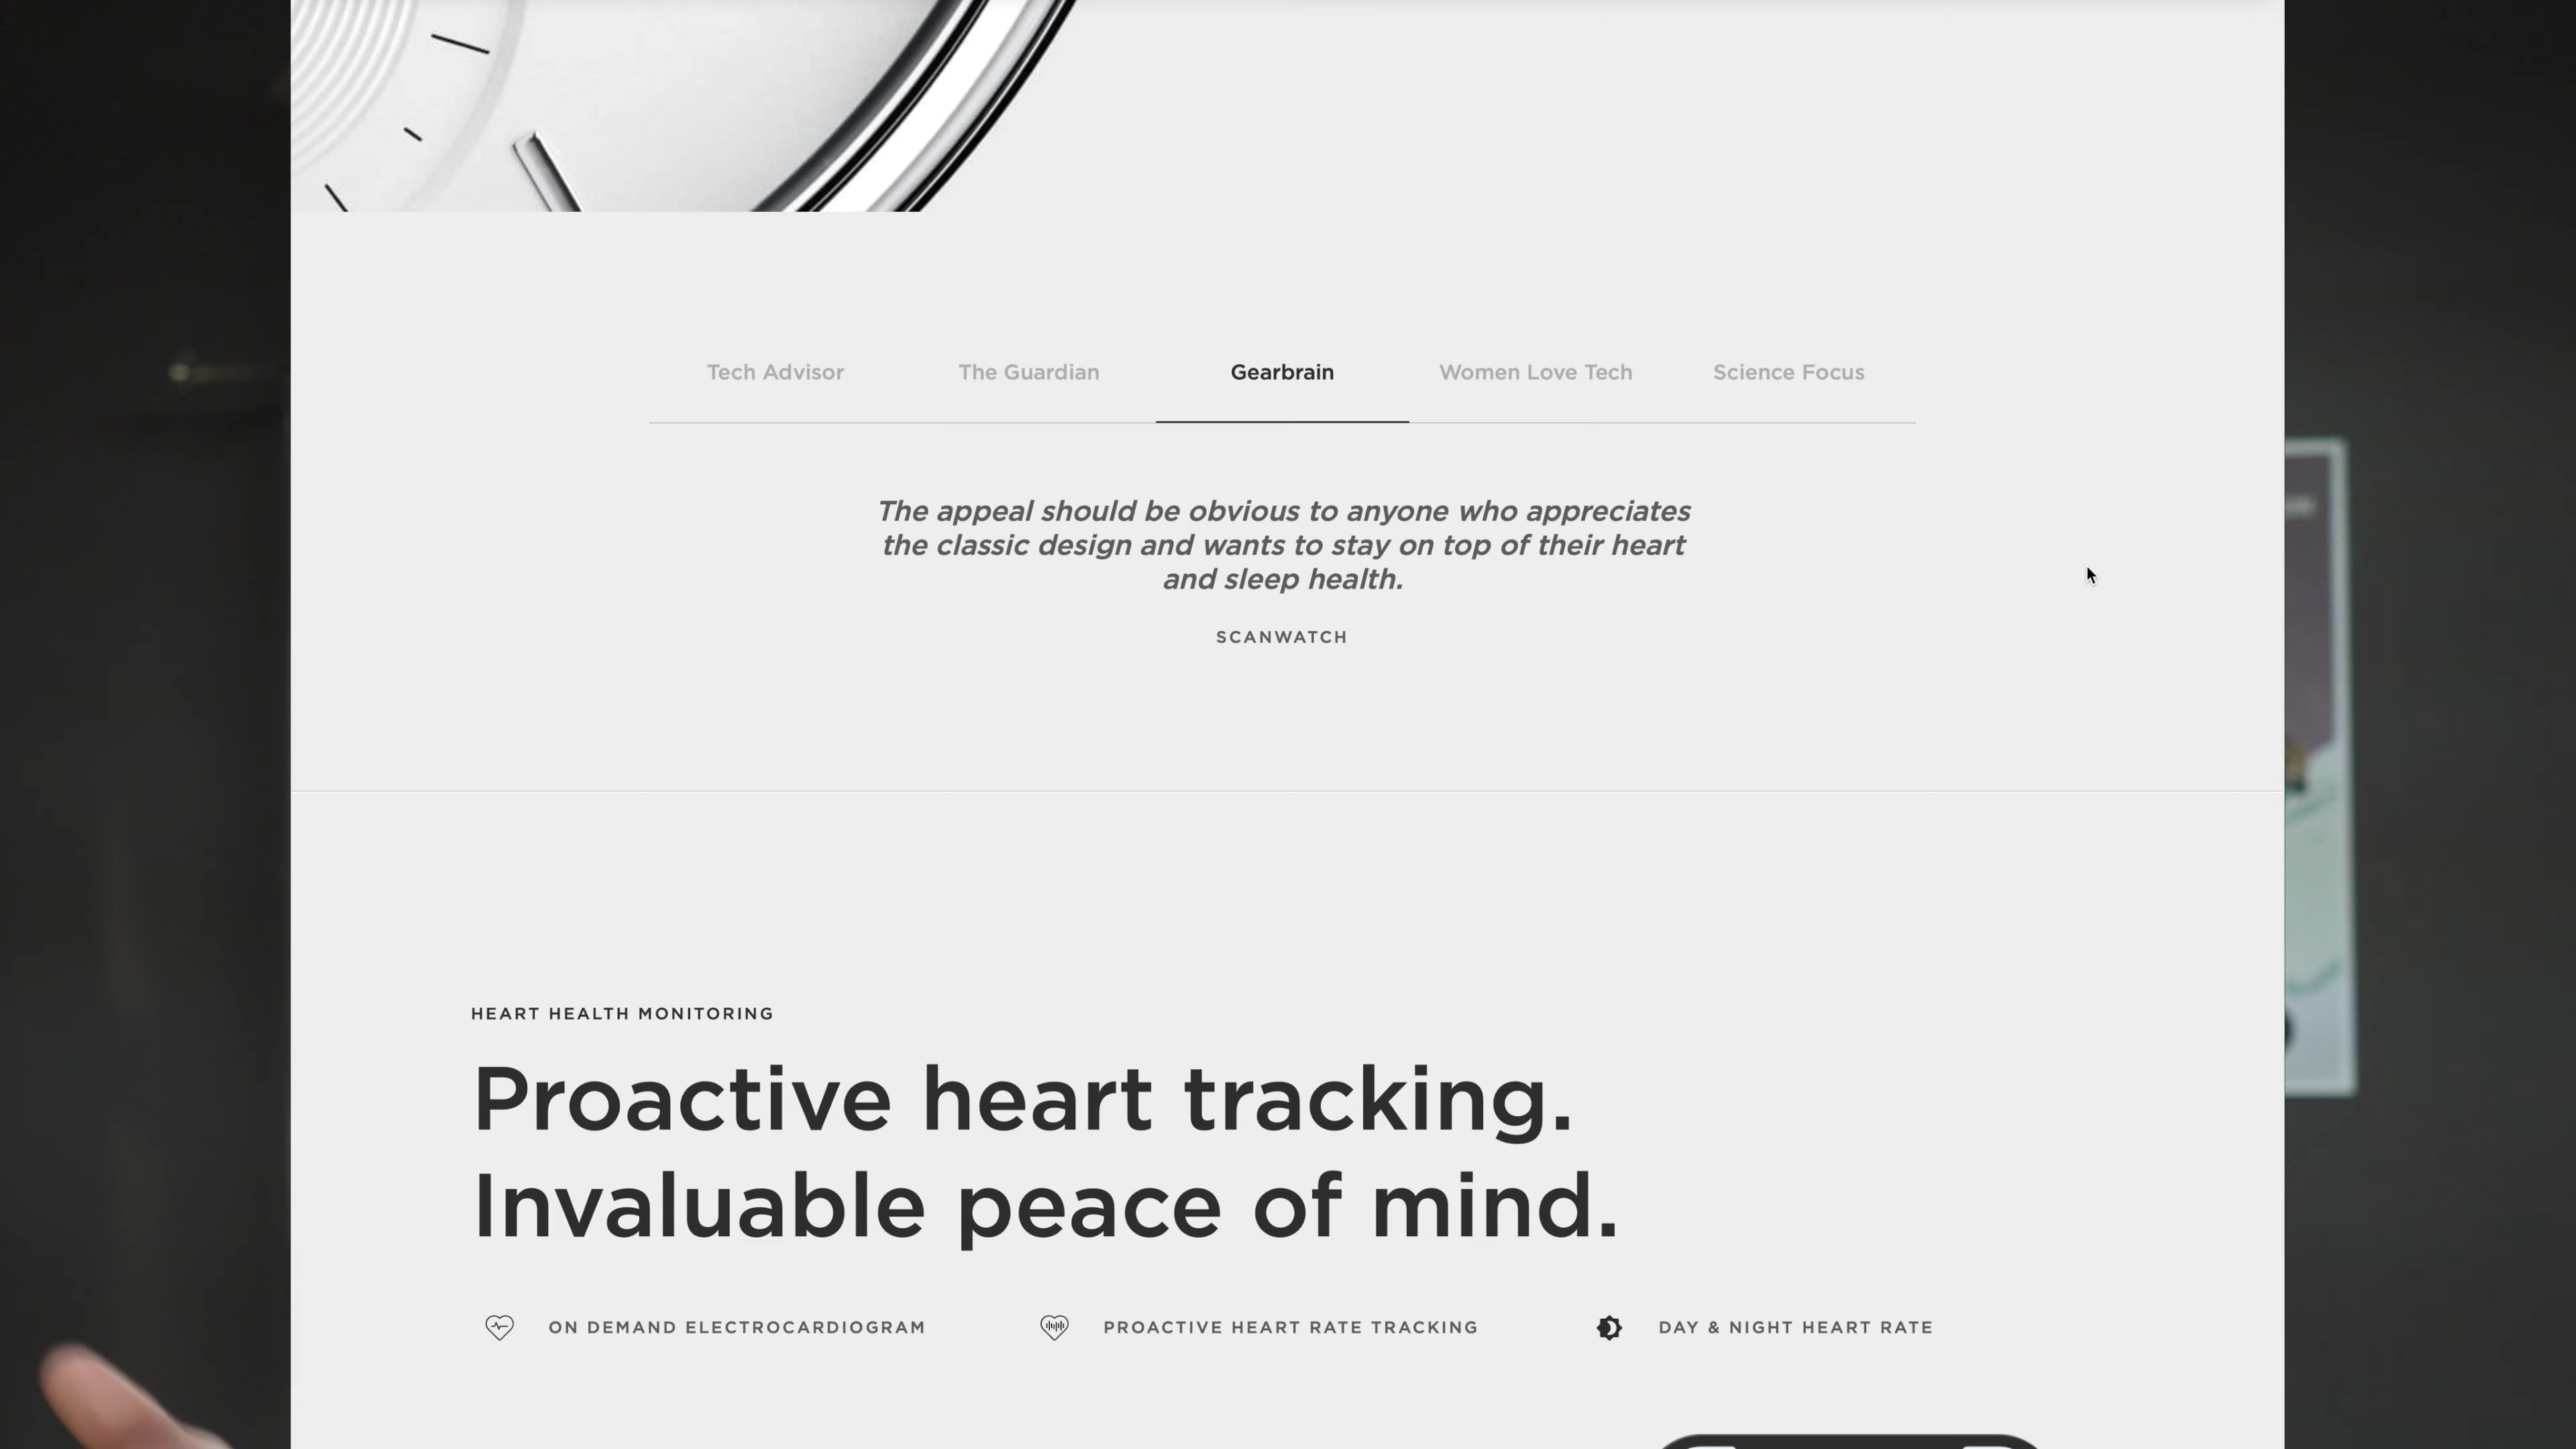 Tech Advisor
The Guardian
Gearbrain
Women Love Tech
Science Focus
The appeal should be obvious to anyone who appreciates
the classic design and wants to stay on top of their heart
and sleep health.
SCANWATCH
HEART HEALTH MONITORING
Proactive heart tracking.
Invaluable peace of mind.
ON DEMAND ELECTROCARDIOGRAM
PROACTIVE HEART RATE TRACKING
DAY & NIGHT HEART RATE